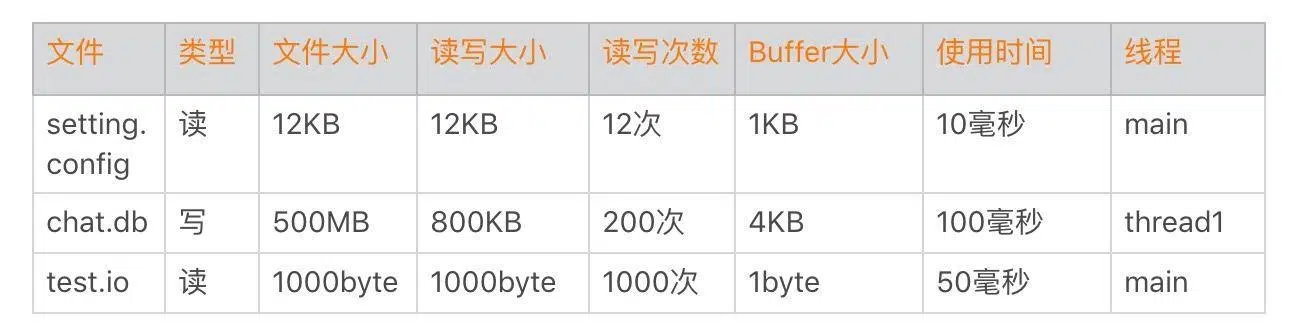 文件 类型 文件大小 读写大小 读写次数 Buffer大小 使用时间 线程
setting.config 读 12KB 12KB 12次 1KB 10毫秒 main
chat.db 写 500MB 800KB 200次 4KB 100毫秒 thread1
test.io 读 1000byte 1000byte 1000次 1byte 50毫秒 main